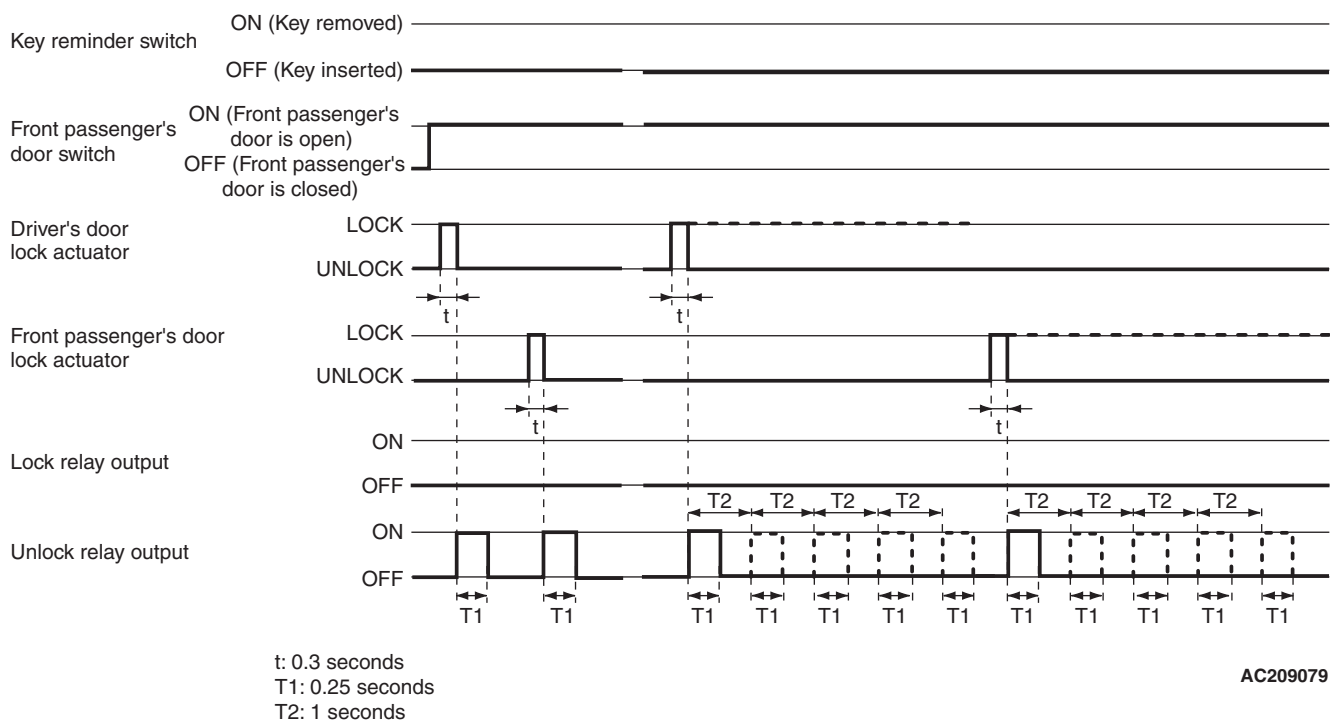 ON (Key removed)
Key reminder switch
OFF (Key inserted)
ON (Front passenger's
door is open)
Front passenger's
door switch
OFF (Front passenger's
door is closed)
Driver's door
lock actuator
LOCK
UNLOCK
t
t
Front passenger's door
lock actuator
LOCK
UNLOCK
t
t
Lock relay output
ON
OFF
T2 T2 T2 T2 T2 T2 T2 T2
Unlock relay output
ON
OFF
T1 T1 T1 T1 T1 T1 T1 T1 T1 T1 T1 T1
t: 0.3 seconds
T1: 0.25 seconds
T2: 1 seconds
AC209079